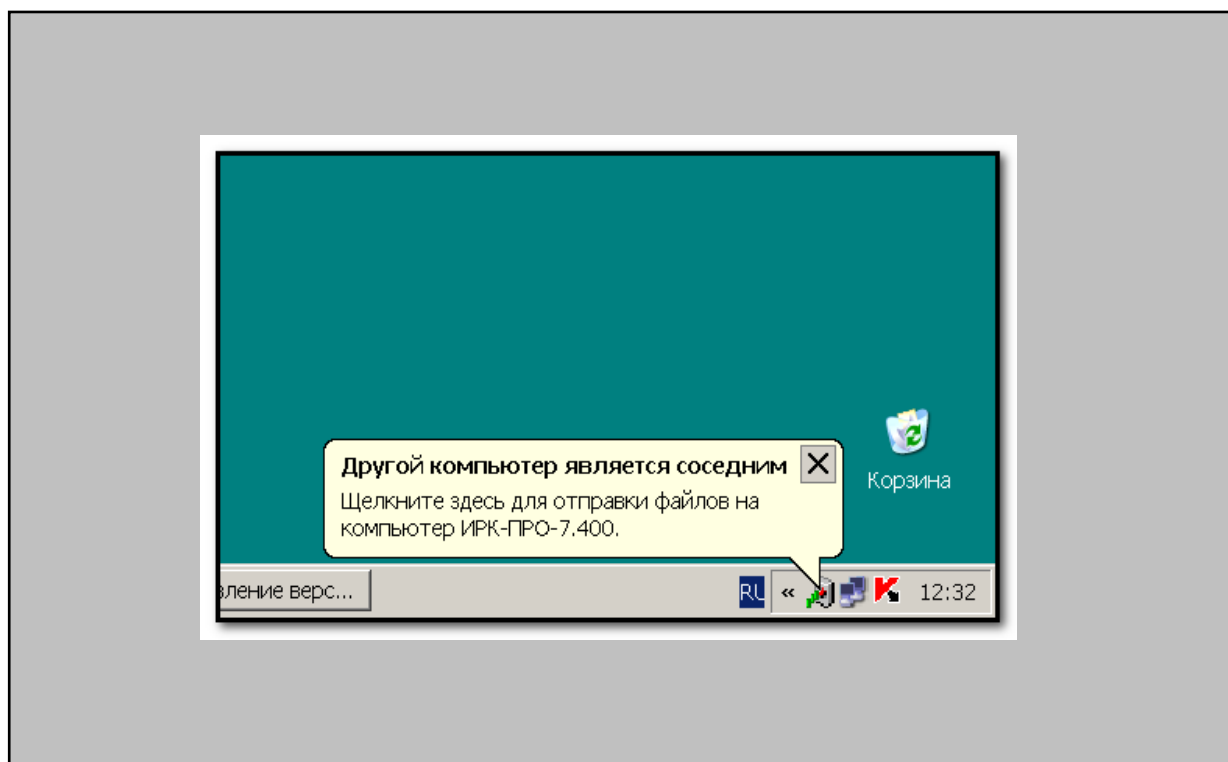 Корзина
Другой компьютер является соседним
Щелкните здесь для отправки файлов на
компьютер ИРК-ПРО-7.400.
вление верс...
RU
«
12:32